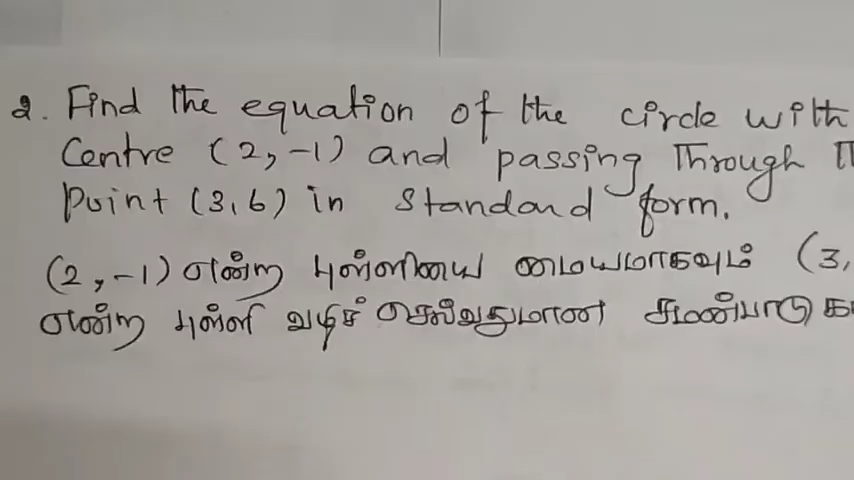 2. Find the equation of the circle with
Centre (2, -1) and passing Through
Point (3,6) in Standard form.
(2, -1) என்ற புள்ளியை மையமாகவும் (3,
என்ற புள்ளி வழிச் செல்வதுமான சமன்பாடு